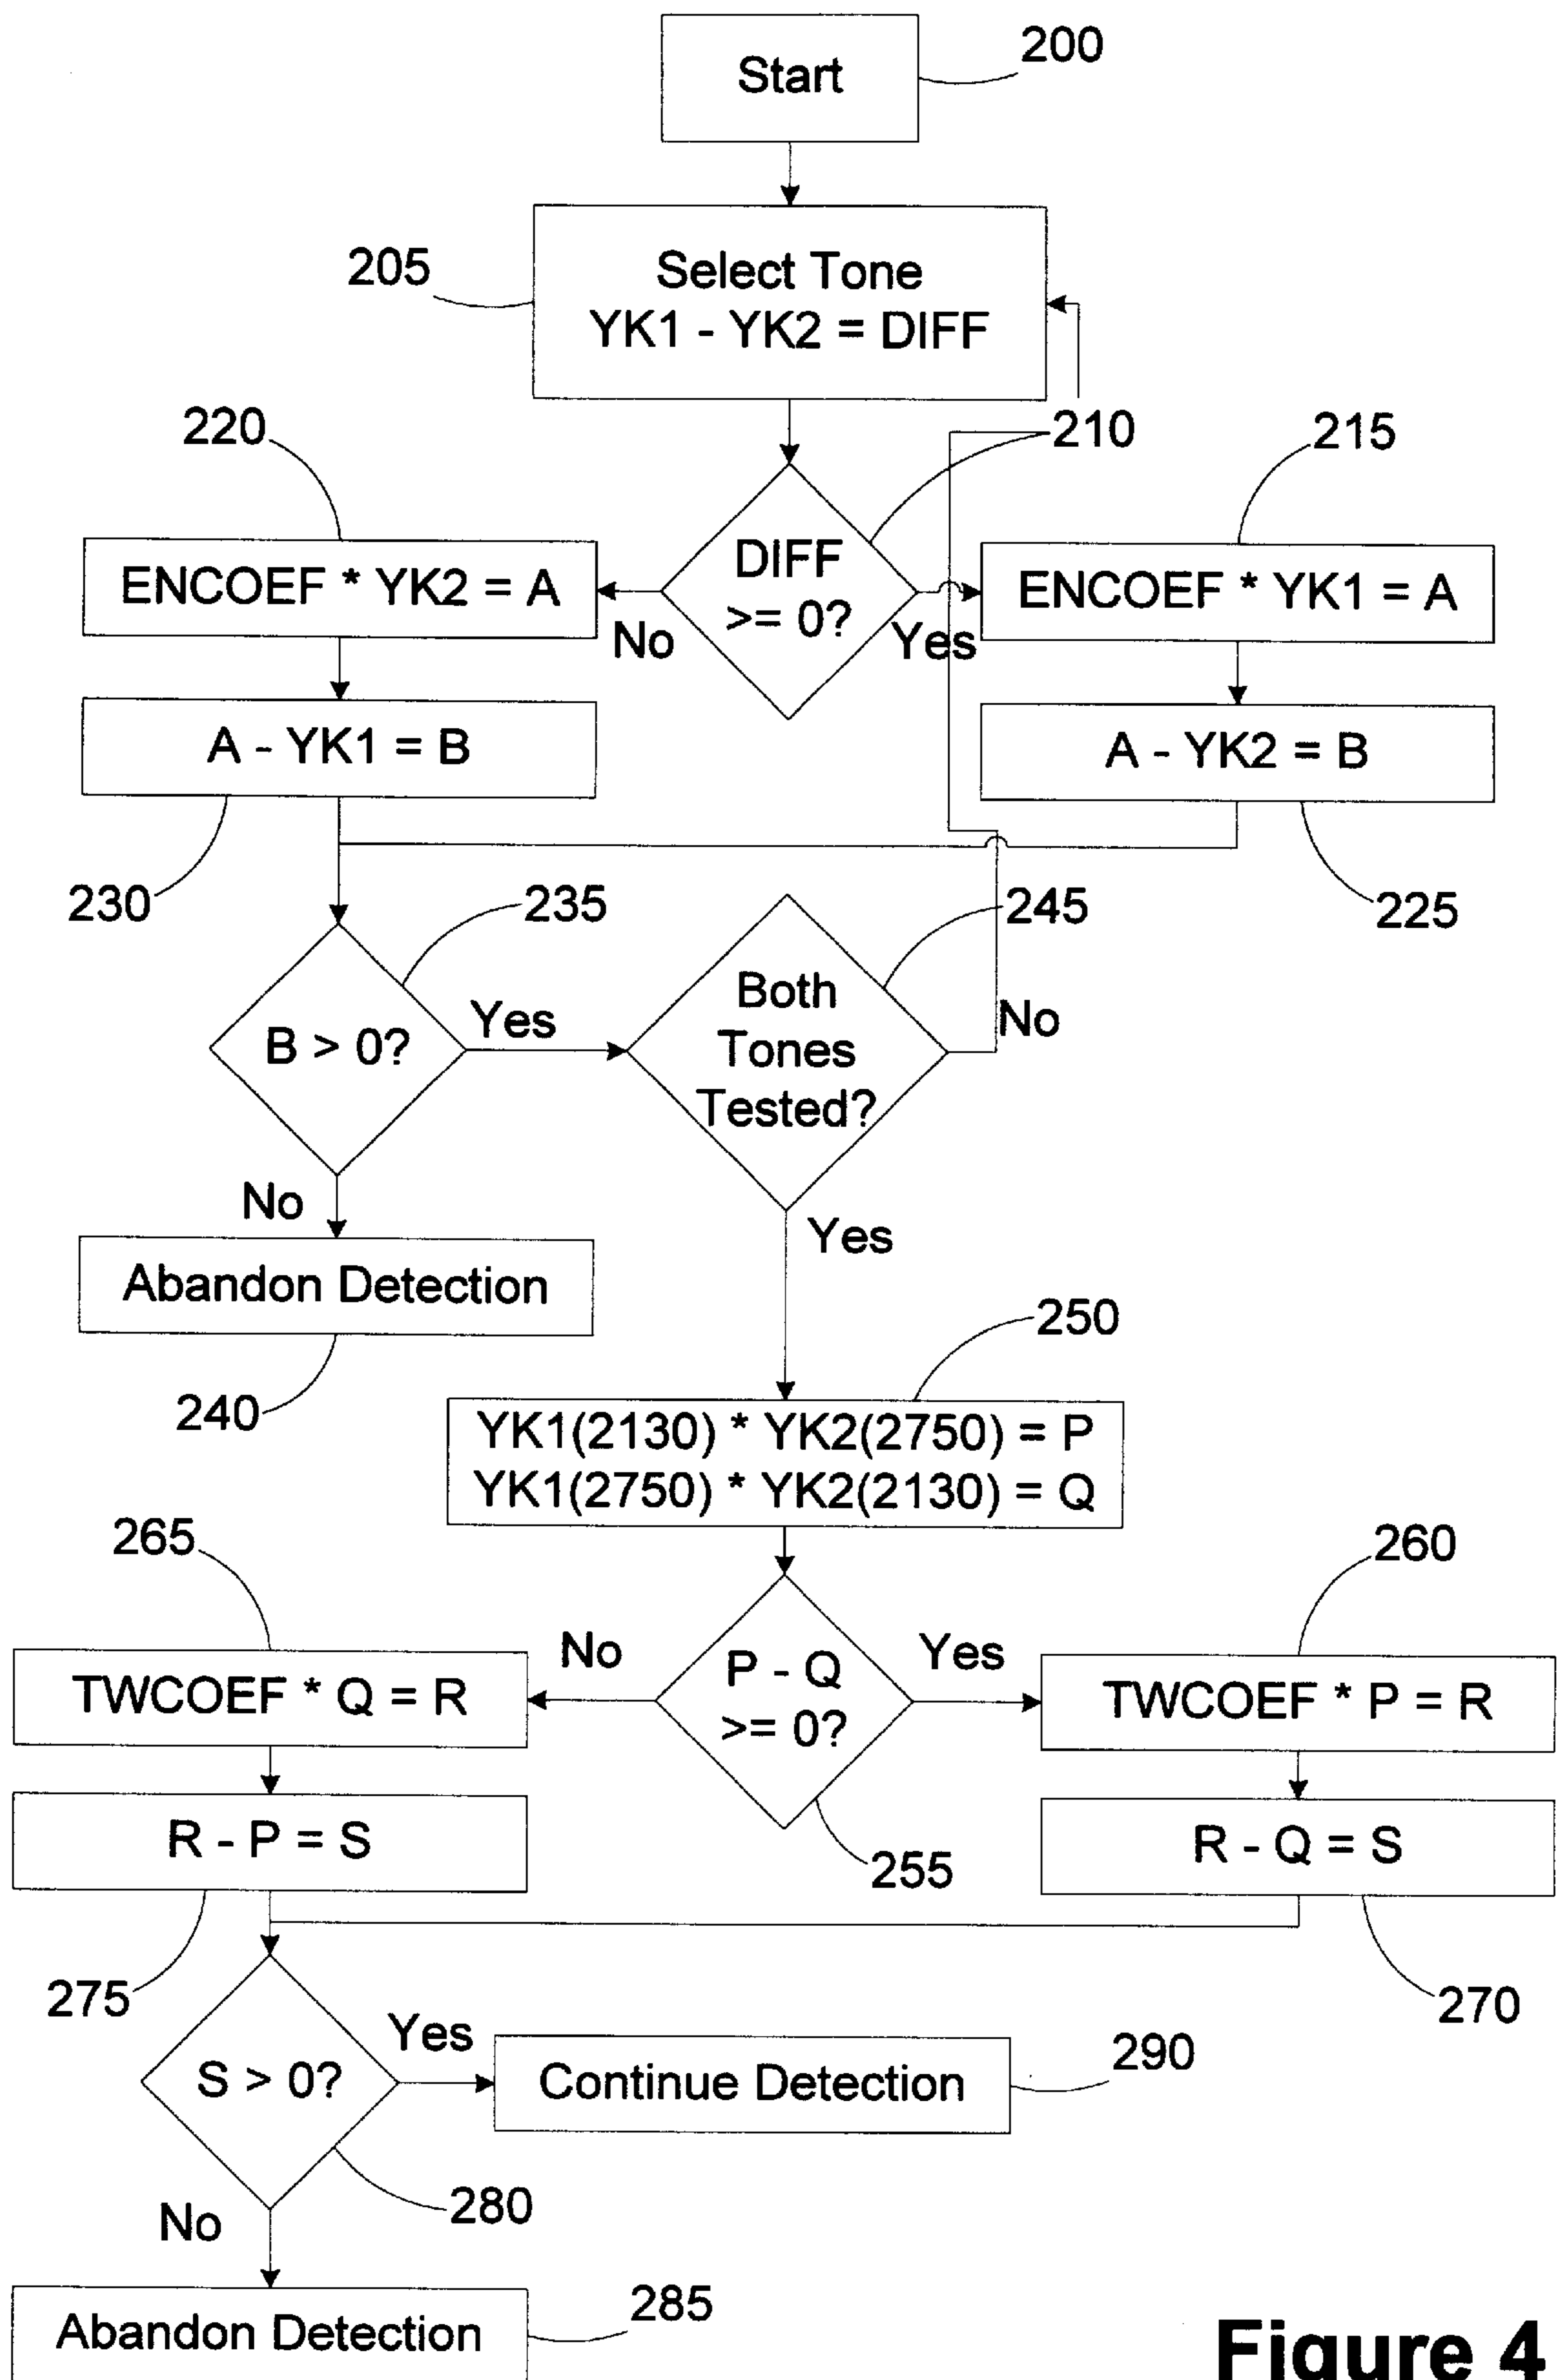 Start
200
205
Select Tone
YK1 - YK2 = DIFF
220
210
215
ENCOEF * YK2 = A
DIFF
>= 0?
No
Yes
ENCOEF * YK1 = A
A - YK1 = B
A - YK2 = B
230
235
245
225
B > 0?
Yes
Both
Tones
Tested?
No
No
Yes
Abandon Detection
240
250
YK1(2130) * YK2(2750) = P
YK1(2750) * YK2(2130) = Q
265
260
No
P - Q
>= 0?
Yes
TWCOEF * Q = R
TWCOEF * P = R
R - P = S
255
R - Q = S
275
270
S > 0?
Yes
Continue Detection
290
280
No
Abandon Detection
285
Figure 4